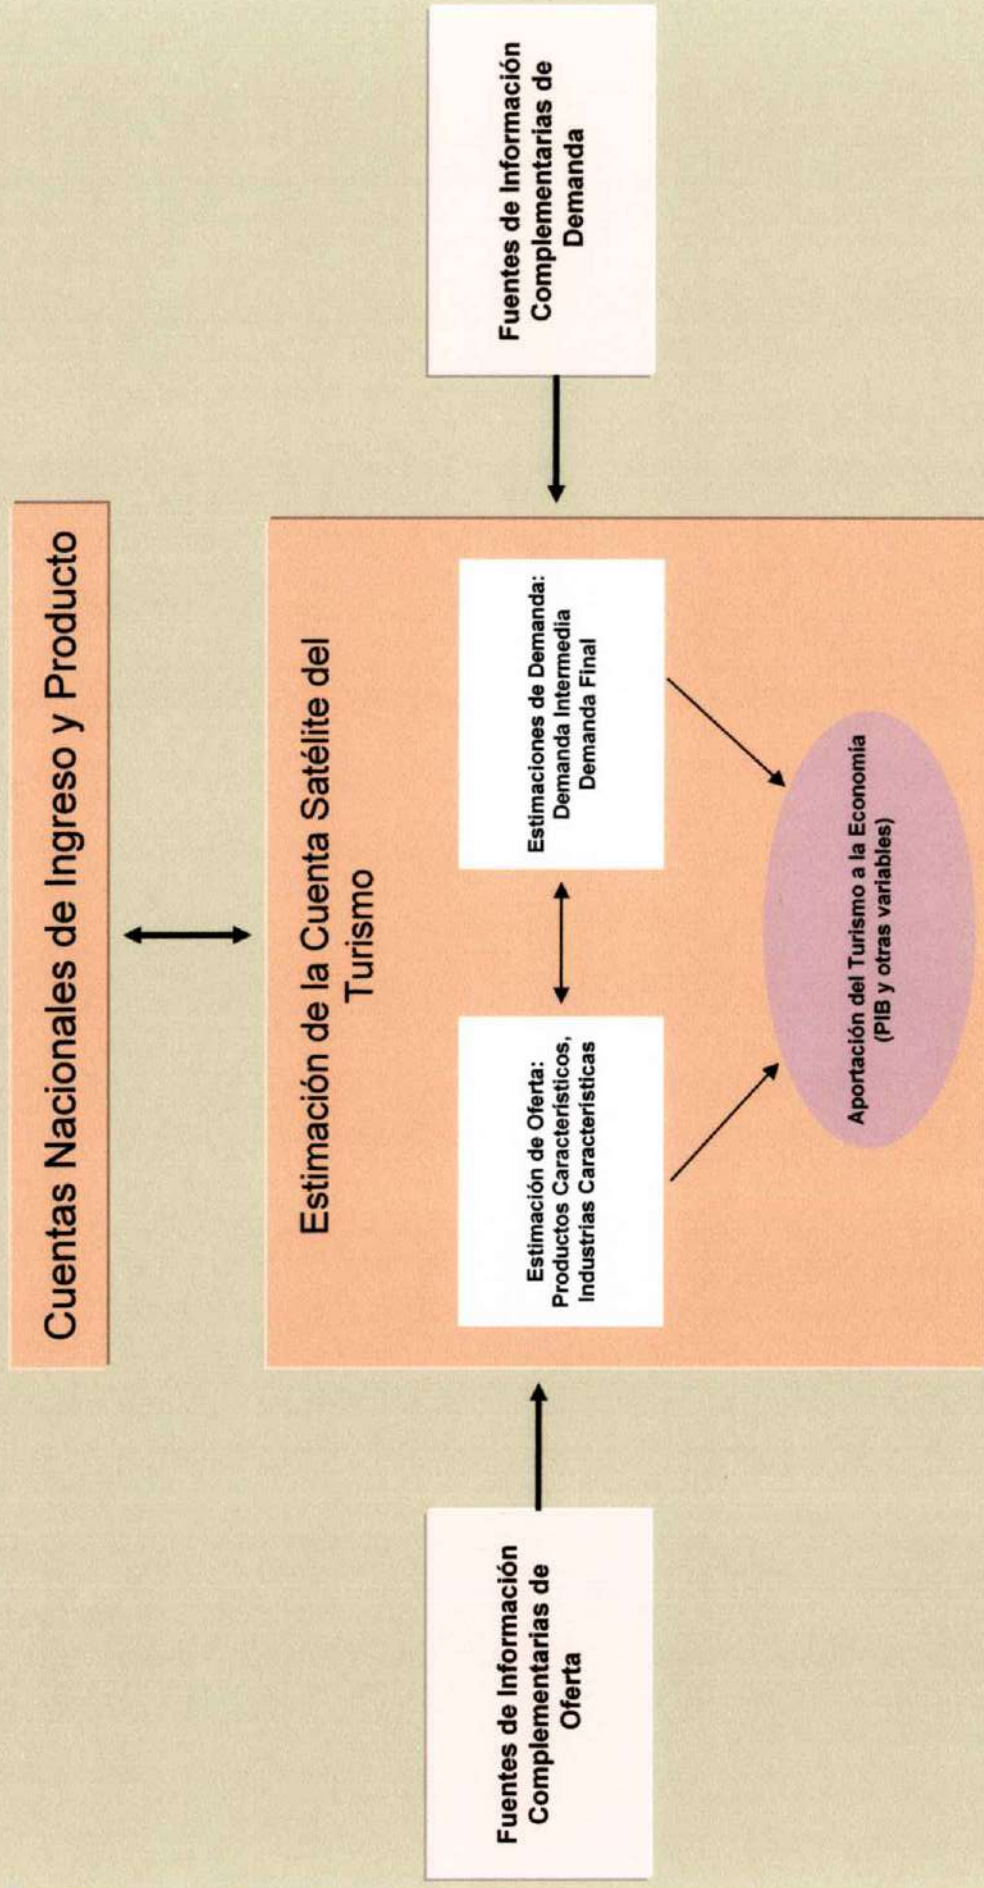 Cuentas Nacionales de Ingreso y Producto
Estimación de la Cuenta Satélite del
Turismo
Fuentes de Información
Complementarias de
Oferta
Estimación de Oferta:
Productos Característicos,
Industrias Características
Estimaciones de Demanda:
Demanda Intermedia
Demanda Final
Fuentes de Información
Complementarias de
Demanda
Aportación del Turismo a la Economía
(PIB y otras variables)